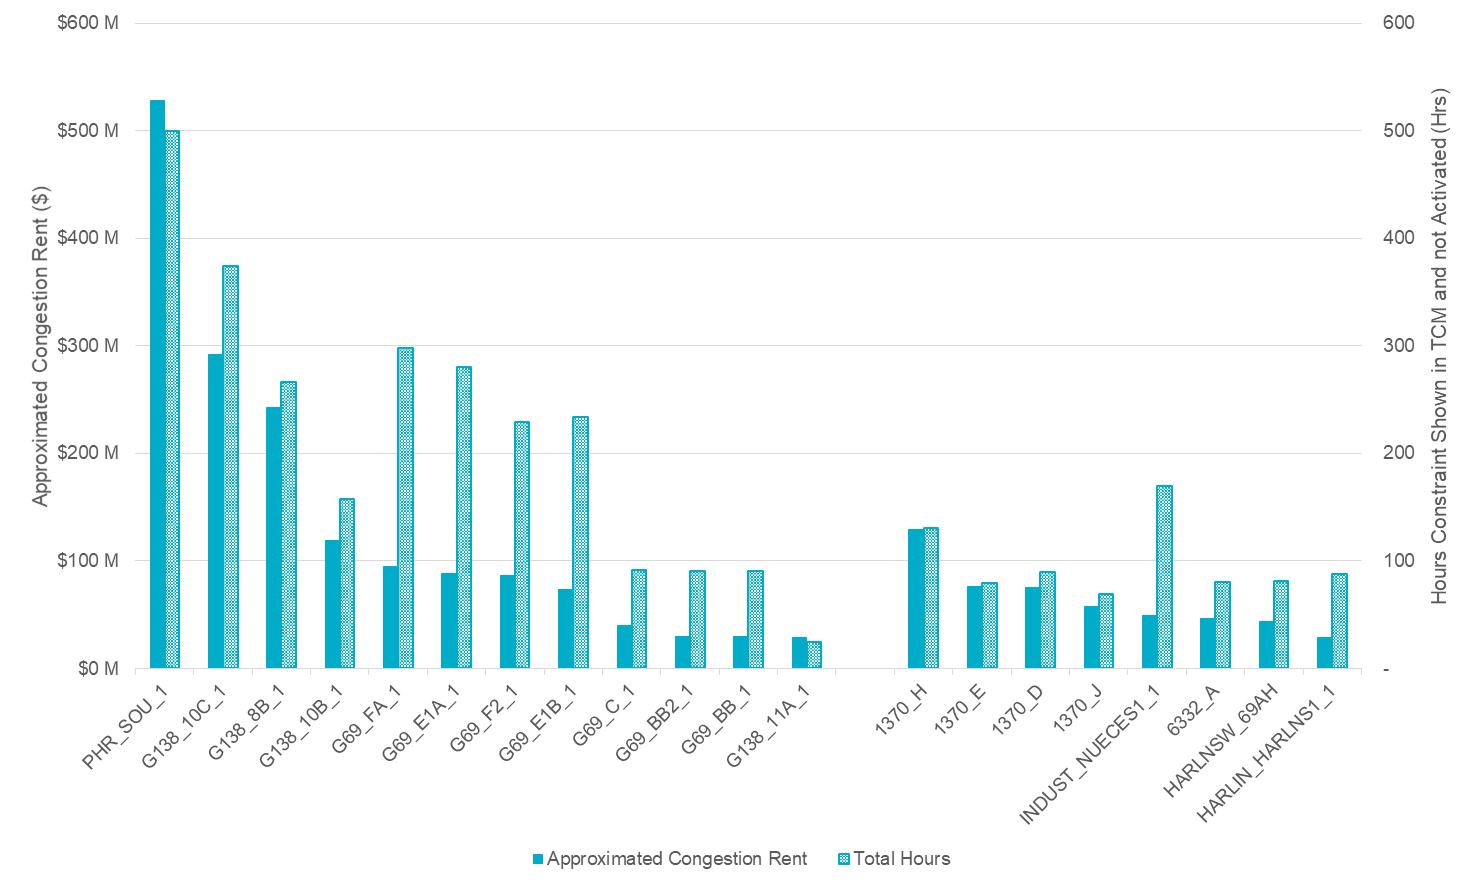 $600 M
$500 M
$400 M
$300 M
$200 M
$100 M
$0 M
Approximated Congestion Rent ($)
600
500
400
300
200
100
-
Hours Constraint Shown in TCM and not Activated (Hrs)
PHR_SOU_1
G138_10C_1
G138_8B_1
G138_10B_1
G69_FA_1
G69_E1A_1
G69_F2_1
G69_E1B_1
G69_C_1
G69_BB2_1
G69_BB_1
G138_11A_1
1370_H
1370_E
1370_D
1370_J
INDUST_NUECES1_1
6332_A
HARLNSW_69AH
HARLIN_HARLNS1_1
Approximated Congestion Rent
Total Hours